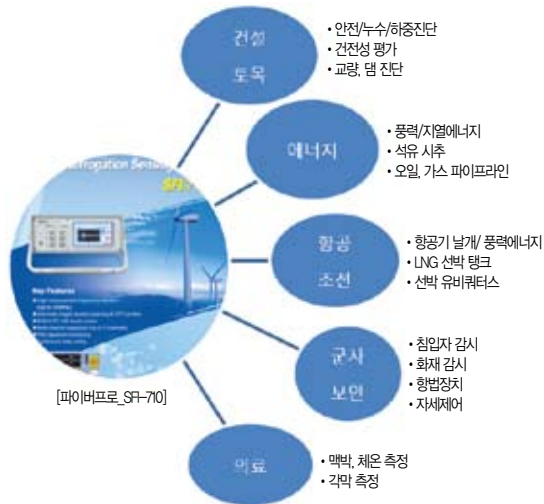 건설
토목
• 안전/누수/하중진단
• 건전성 평가
• 교량, 댐 진단
에너지
• 풍력/지열에너지
• 석유 시추
• 오일, 가스 파이프라인
Interrogation
Key Features
[파이버프로_SFI-710]
항공
조선
• 항공기 날개/ 풍력에너지
• LNG 선박 탱크
• 선박 유비쿼터스
군사
보안
• 침입자 감시
• 화재 감시
• 항법장치
• 자세제어
의료
• 맥박, 체온 측정
• 각막 측정